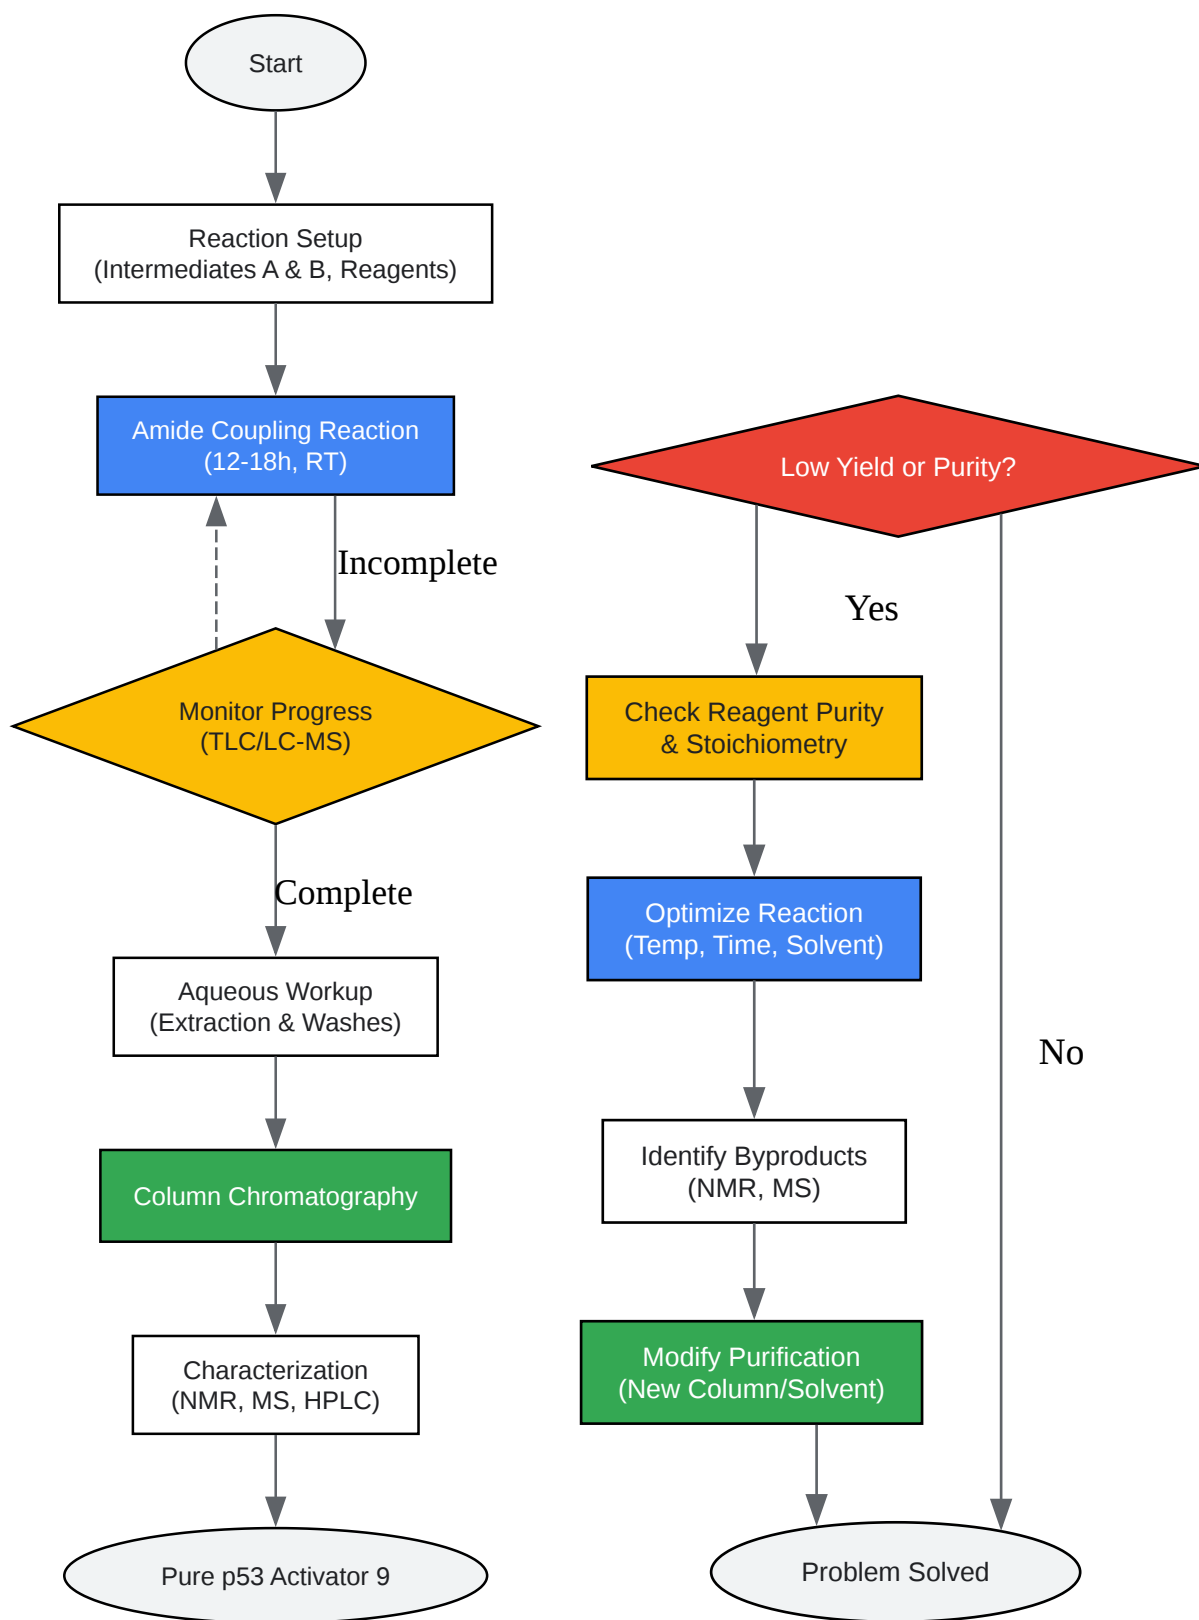 Start
Reaction Setup
(Intermediates A & B, Reagents)
Amide Coupling Reaction
(12-18h, RT)
Incomplete
Monitor Progress
(TLC/LC-MS)
Complete
Aqueous Workup
(Extraction & Washes)
Column Chromatography
Characterization
(NMR, MS, HPLC)
Pure p53 Activator 9
Low Yield or Purity?
Yes
Check Reagent Purity
& Stoichiometry
Optimize Reaction
(Temp, Time, Solvent)
No
Identify Byproducts
(NMR, MS)
Modify Purification
(New Column/Solvent)
Problem Solved